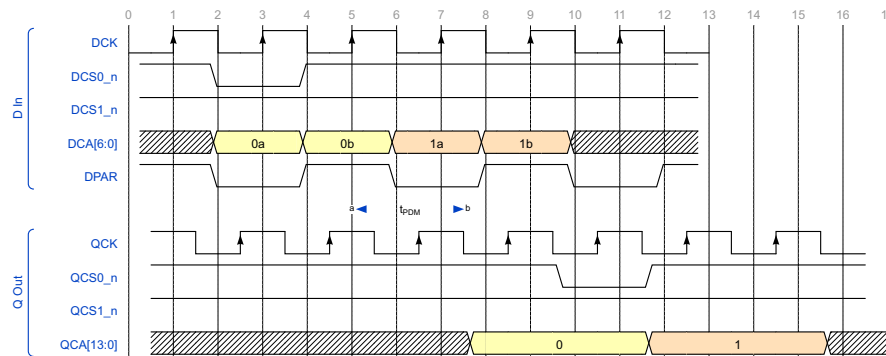 0 1 2 3 4 5 6 7 8 9 10 11 12 13 14 15 16 1
D In
DCK
DCS0_n
DCS1_n
DCA[6:0] 0a 0b 1a 1b
DPAR
a tPDM b
Q Out
QCK
QCS0_n
QCS1_n
QCA[13:0] 0 1